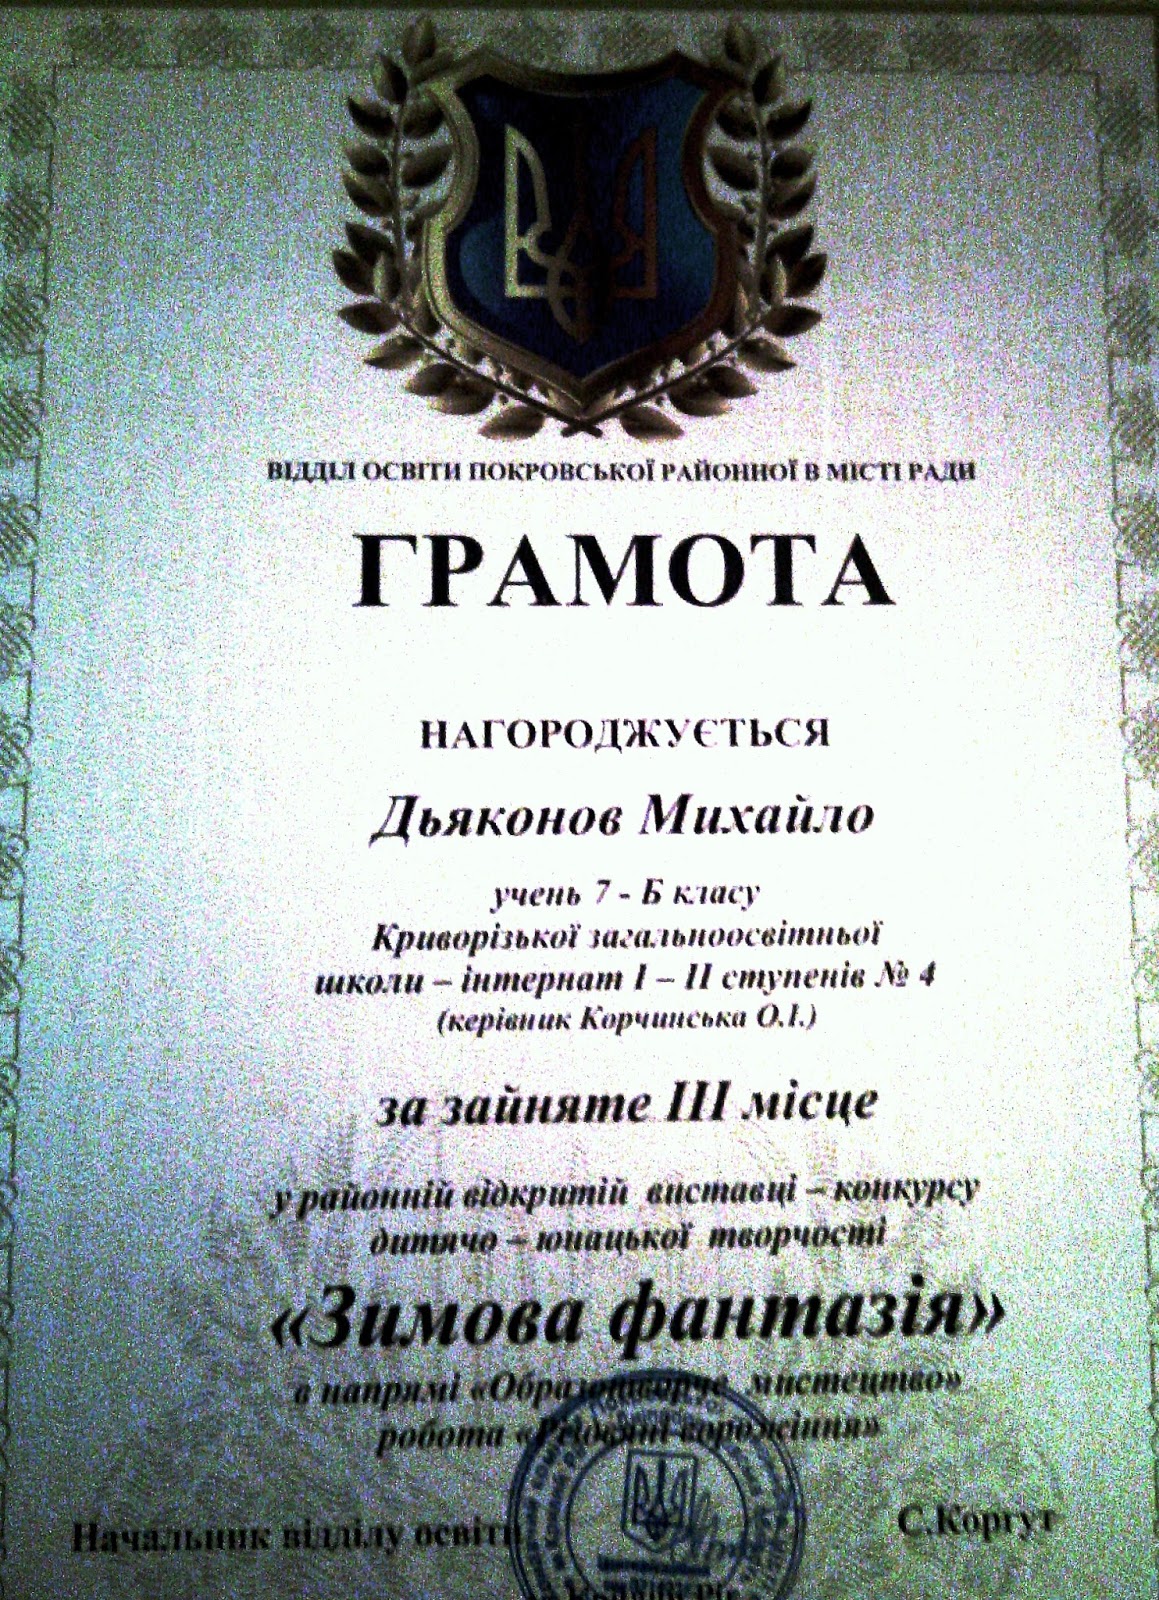 ВІДДІЛ ОСВІТИ ПОКРОВСЬКОЇ РАЙОННОЇ В МІСТІ РАДИ
ГРАМОТА
НАГОРОДЖУЄТЬСЯ
Дьяконов Михайло
учень 7 - Б класу
Криворізької загальноосвітньої
школи – інтернат І – ІІ ступенів № 4
(керівник Корчинська О.І.)
за зайняте ІІІ місце
у районній відкритій виставці – конкурсу
дитячо – юнацької творчості
«Зимова фантазія»
в напрямі «Образотворче мистецтво»
робота «Різдвяні ворожіння»
Начальник відділу освіти С.Коргут